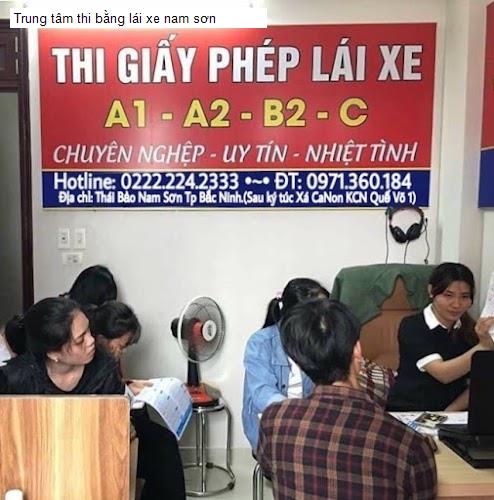 Trung tâm thi bằng lái xe nam sơn
THI GIẤY PHÉP LÁI XE
A1 - A2 - B2 - C
CHUYÊN NGHỆP - UY TÍN - NHIỆT TÌNH
Hotline: 0222.224.2333 •~• ĐT: 0971.360.184
Địa chỉ: Thái Bảo Nam Sơn Tp Bắc Ninh.(Sau ký túc Xá CaNon KCN Quế Võ 1)